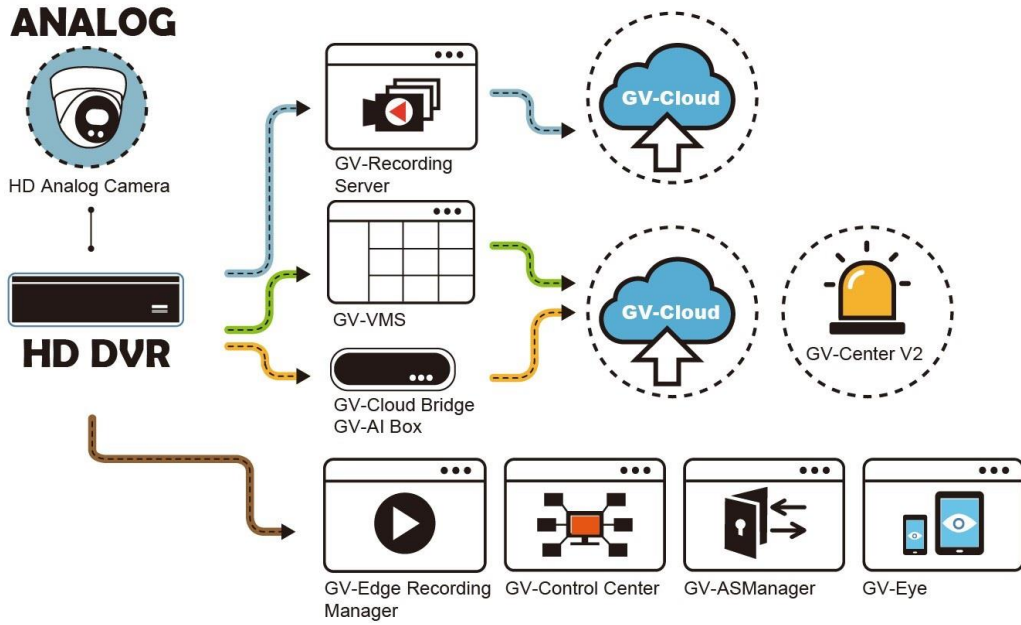 ANALOG
HD Analog Camera
HD DVR
GV-Recording
Server
GV-Cloud
GV-VMS
GV-Cloud Bridge
GV-AI Box
GV-Cloud
GV-Center V2
GV-Edge Recording
Manager
GV-Control Center
GV-ASManager
GV-Eye